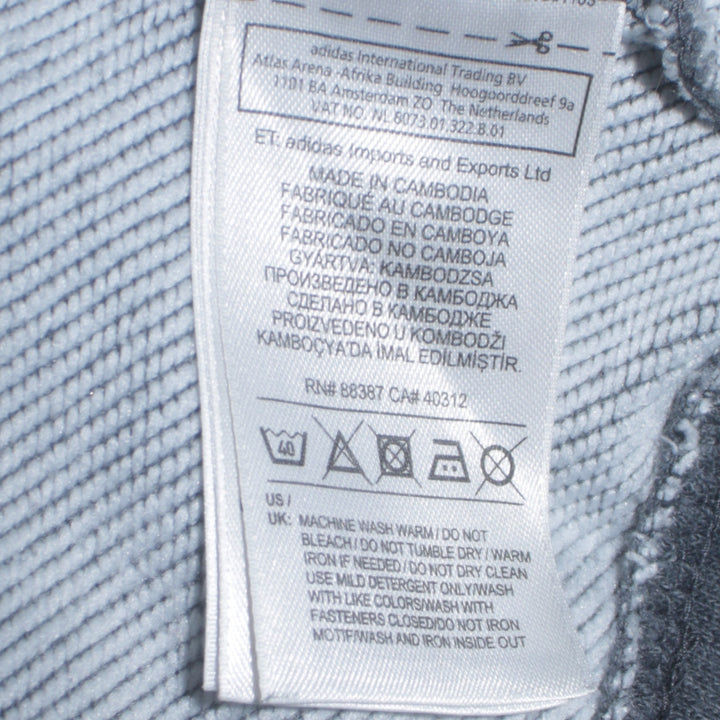 adidas International Trading BV
Atlas Arena -Afrika Building Hoogoorddreef 9a
1101 BA Amsterdam ZO The Netherlands
VAT NO. NL 8073.01.322.B.01
ET: adidas Imports and Exports Ltd
MADE IN CAMBODIA
FABRIQUÉ AU CAMBODGE
FABRICADO EN CAMBOYA
FABRICADO NO CAMBOJA
GYÁRTVA: KAMBODZSA
ПРОИЗВЕДЕНО В КАМБОДЖА
СДЕЛАНО В КАМБОДЖЕ
PROIZVEDENO U KOMBODŽI
KAMBOÇYA'DA İMAL EDİLMİŞTİR.
RN# 88387 CA# 40312
40
US /
UK: MACHINE WASH WARM / DO NOT
BLEACH / DO NOT TUMBLE DRY / WARM
IRON IF NEEDED / DO NOT DRY CLEAN
USE MILD DETERGENT ONLY/WASH
WITH LIKE COLORS/WASH WITH
FASTENERS CLOSED/DO NOT IRON
MOTIF/WASH AND IRON INSIDE OUT